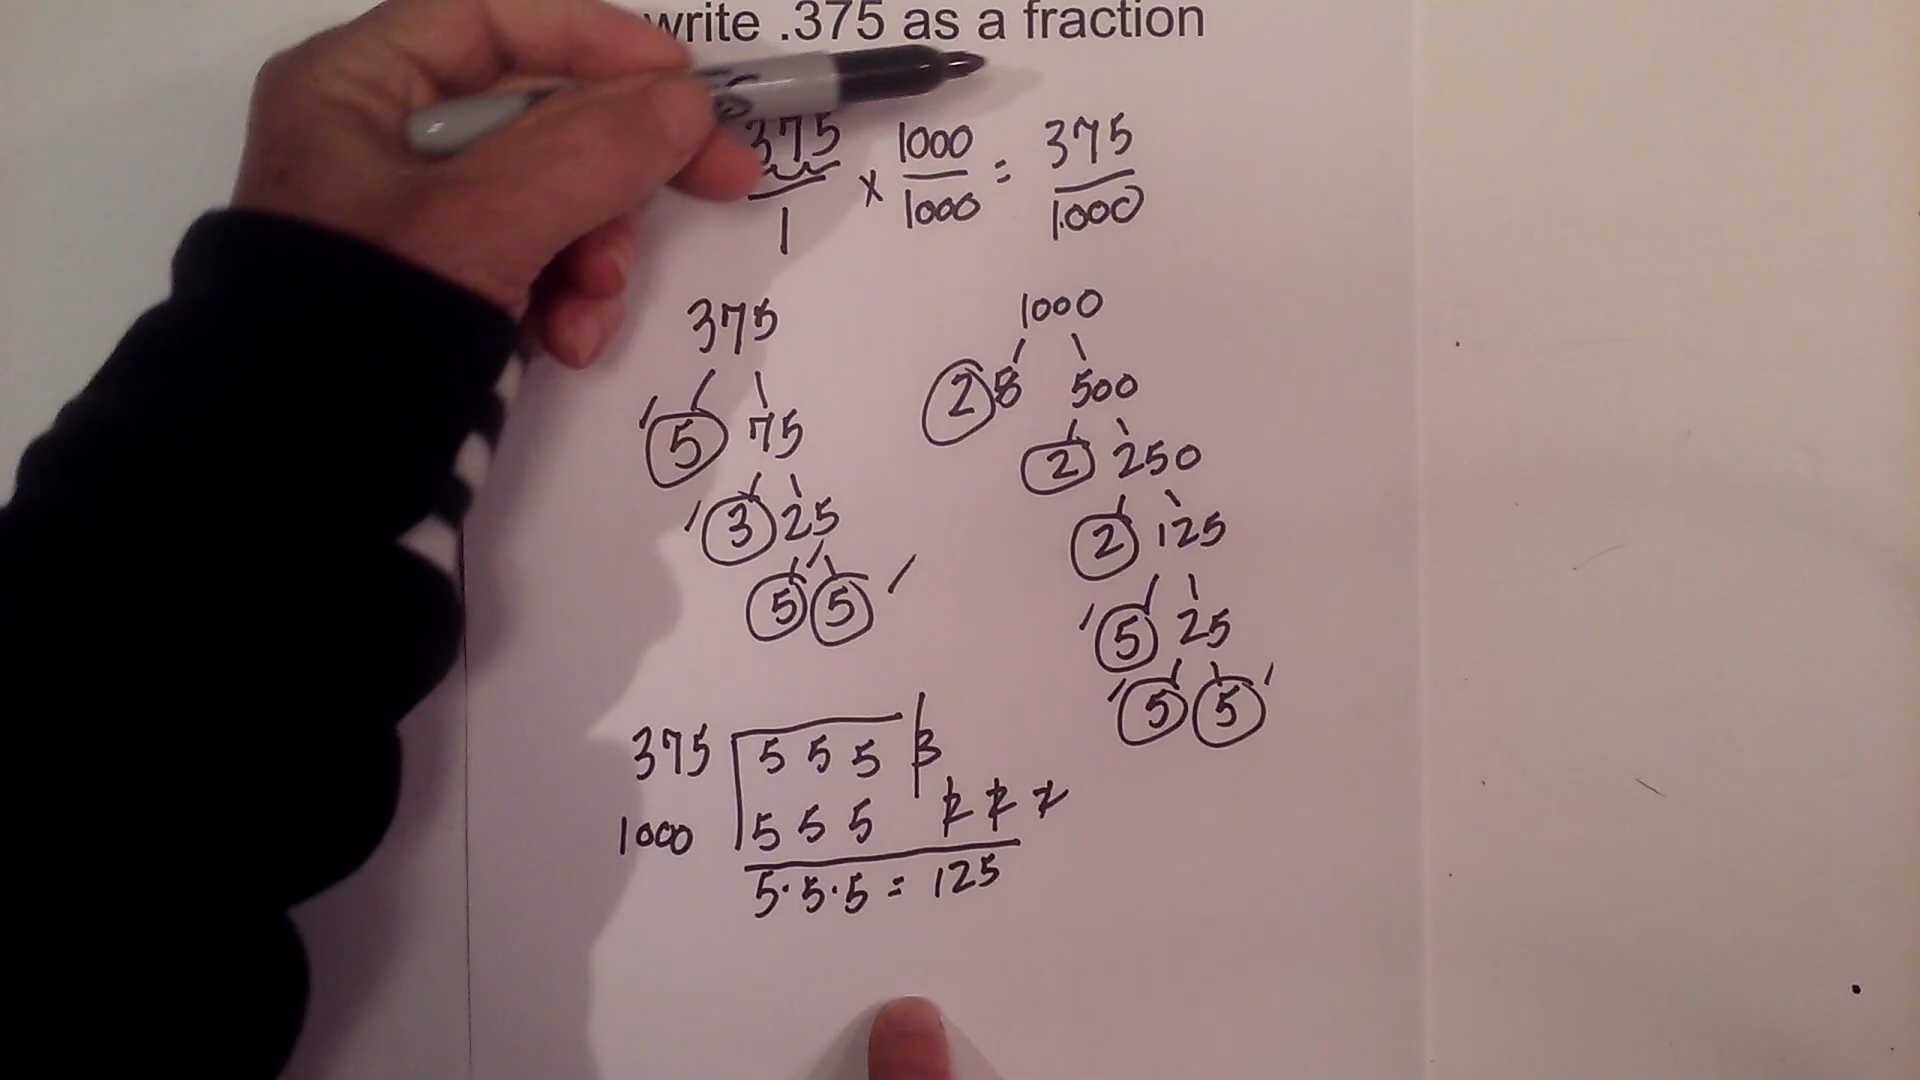 write .375 as a fraction
375 x 1000 = 375
1 1000 1000
375 1000
5 75 2 500
3 25 2 250
5 5 2 125
5 25
5 5
375 5 5 5 3
1000 5 5 5 2 2 2
5·5·5 = 125